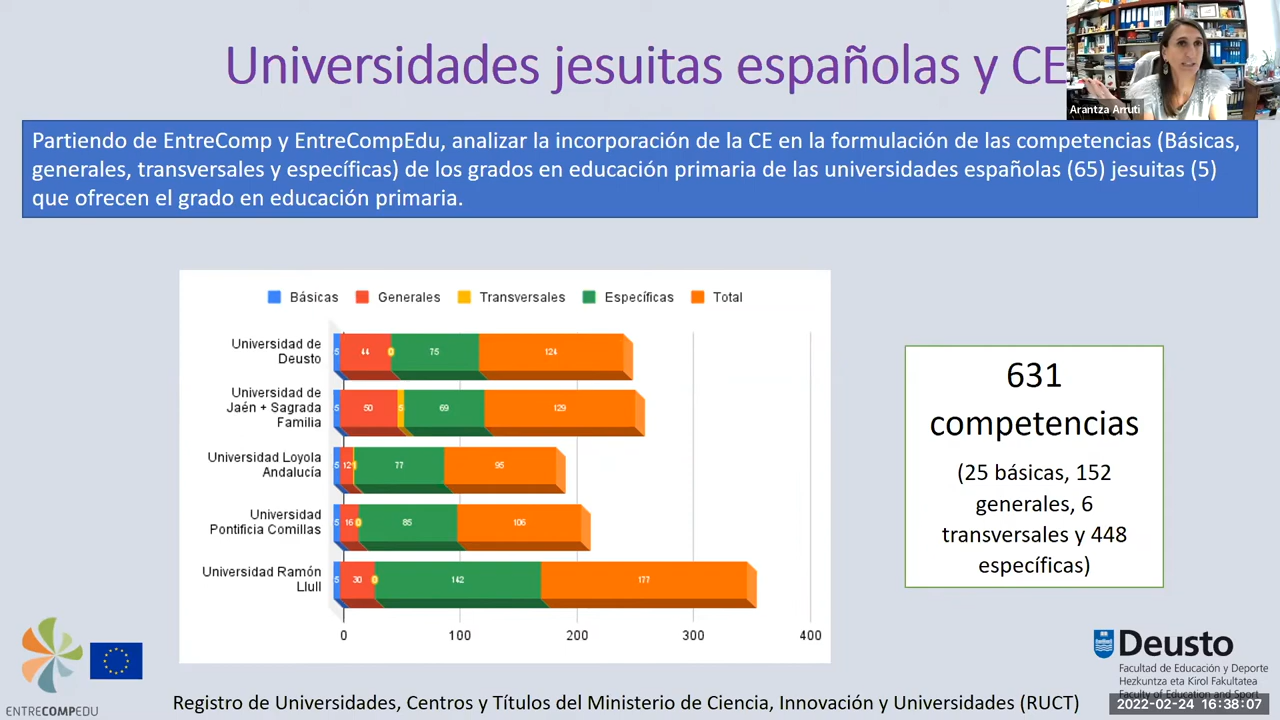 Universidades jesuitas españolas y CE
Arantza Arruti
Partiendo de EntreComp y EntreCompEdu, analizar la incorporación de la CE en la formulación de las competencias (Básicas,
generales, transversales y específicas) de los grados en educación primaria de las universidades españolas (65) jesuitas (5)
que ofrecen el grado en educación primaria.
Básicas Generales Transversales Específicas Total
Universidad de
Deusto
5 44 0 75 124
Universidad de
Jaén + Sagrada
Familia
5 50 5 69 129
Universidad Loyola
Andalucía
5 12 77 95
Universidad
Pontificia Comillas
5 16 0 85 106
Universidad Ramón
Llull
5 30 0 142 177
0 100 200 300 400
631
competencias
(25 básicas, 152
generales, 6
transversales y 448
específicas)
ENTRECOMPEDU
Registro de Universidades, Centros y Títulos del Ministerio de Ciencia, Innovación y Universidades (RUCT)
Deusto
Facultad de Educación y Deporte
Hezkuntza eta Kirol Fakultatea
Faculty of Education and Sport
2022-02-24 16:38:07